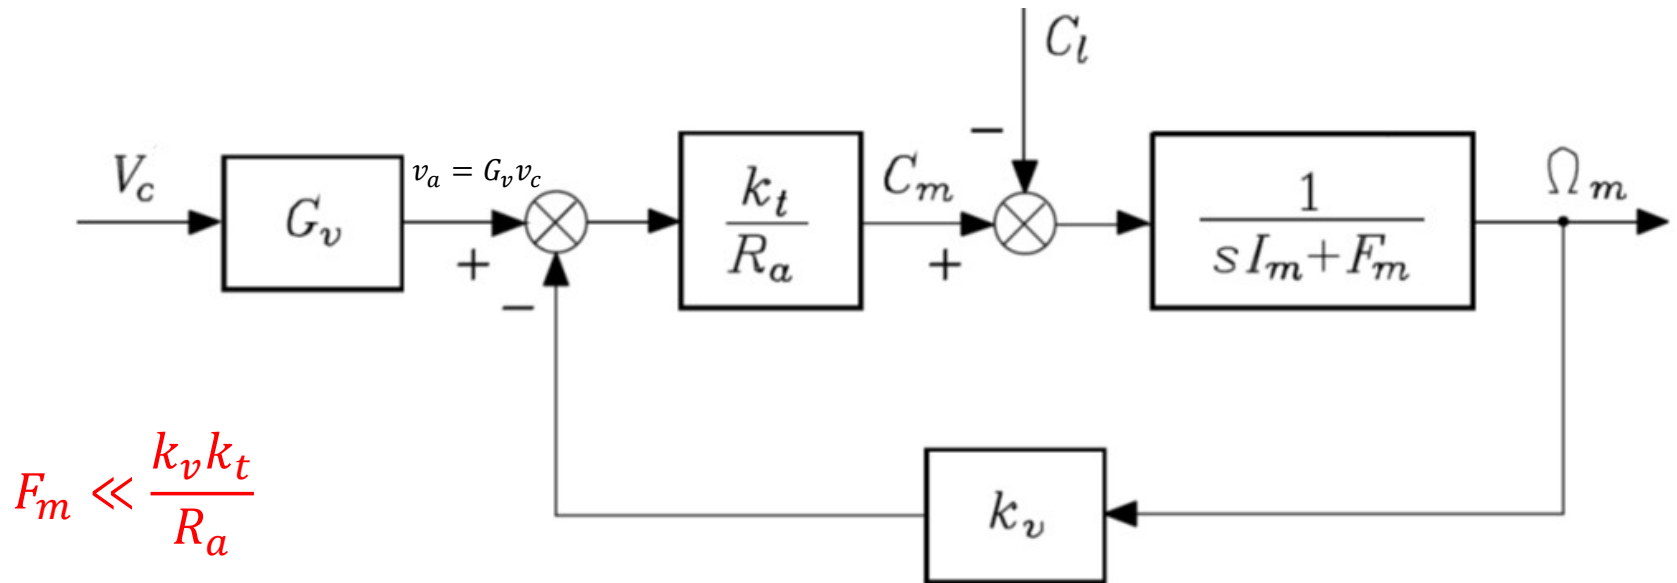 C_l
−
V_c
G_v
v_a = G_v v_c
+
−
k_t
R_a
C_m
+
1
sI_m+F_m
Ω_m
k_v
F_m ≪ k_v k_t
R_a